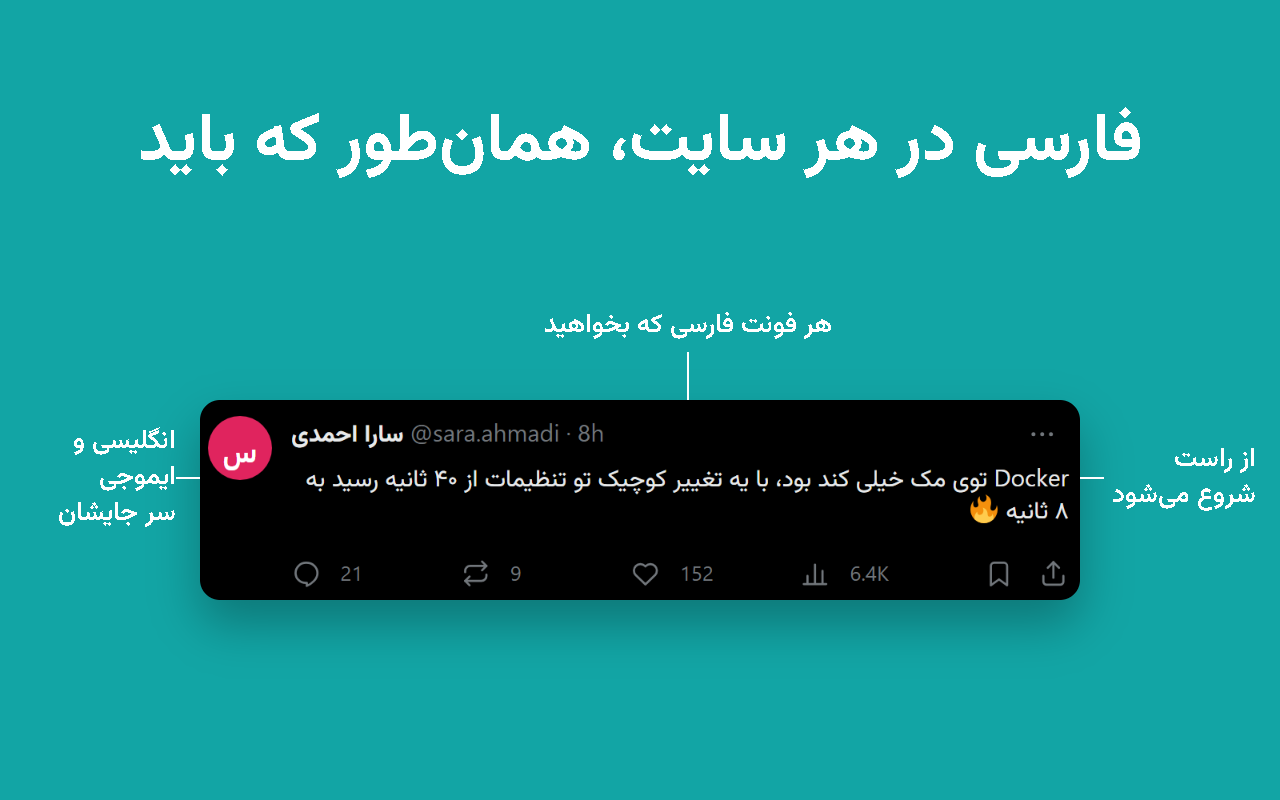 فارسی در هر سایت، همان‌طور که باید
هر فونت فارسی که بخواهید
س
سارا احمدی @sara.ahmadi · 8h
Docker توی مک خیلی کند بود، با یه تغییر کوچیک تو تنظیمات از ۴۰ ثانیه رسید به
۸ ثانیه 🔥
21 9 152 6.4K
از راست
شروع می‌شود
انگلیسی و
ایموجی
سر جایشان